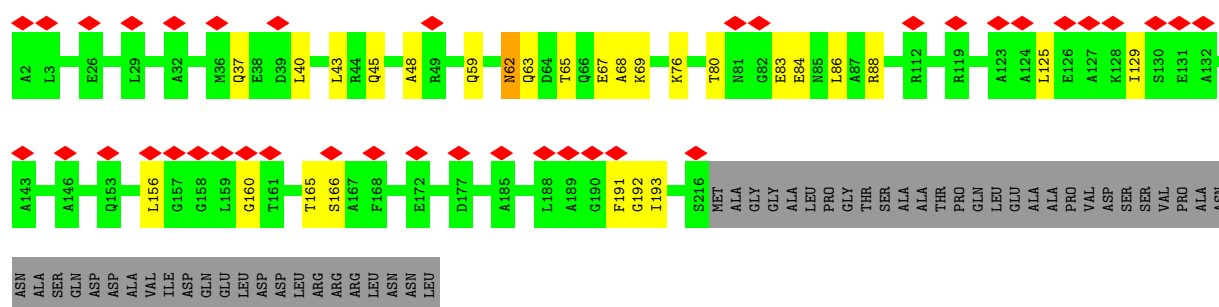 A2 L3 E26 L29 A32 M36 Q37 E38 D39 L40 L43 R44 Q45 A48 R49 Q59 N62 Q63 D64 T65 Q66 E67 A68 K69 K76 T80 N81 G82 E83 E84 N85 L86 A87 R88 R112 R119 A123 A124 L125 E126 A127 K128 I129 S130 E131 A132
A143 A146 Q153 L156 G157 G158 L159 G160 T161 T165 S166 A167 F168 E172 D177 A185 L188 A189 G190 F191 G192 I193 S216 MET ALA GLY GLY ALA LEU PRO GLY THR SER ALA ALA THR PRO GLN LEU GLU ALA ALA PRO VAL ASP SER SER VAL PRO ALA ASN
ASN ALA SER GLN ASP ASP ALA VAL ILE ASP GLN GLU LEU ASP ASP LEU ARG ARG ARG LEU ASN ASN LEU